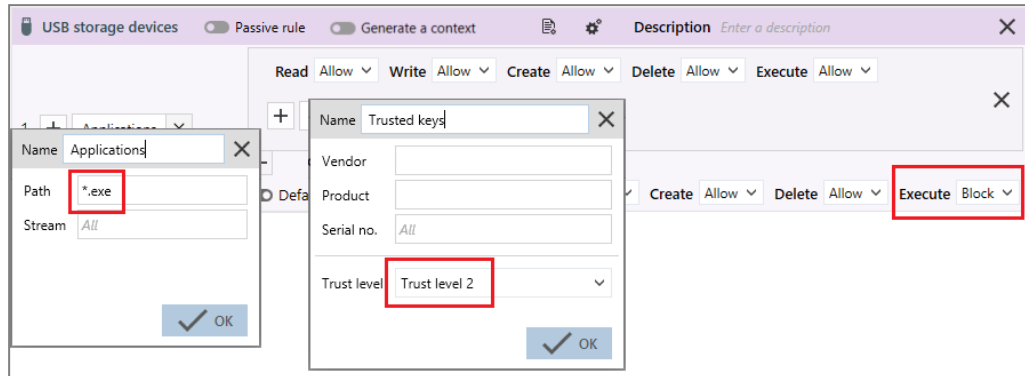 USB storage devices Passive rule Generate a context Description Enter a description
Read Allow Write Allow Create Allow Delete Allow Execute Allow
1 Applications
Name Applications
Path *.exe
Stream All
OK
Name Trusted keys
Vendor
Product
Serial no. All
Trust level Trust level 2
OK
Create Allow Delete Allow Execute Block